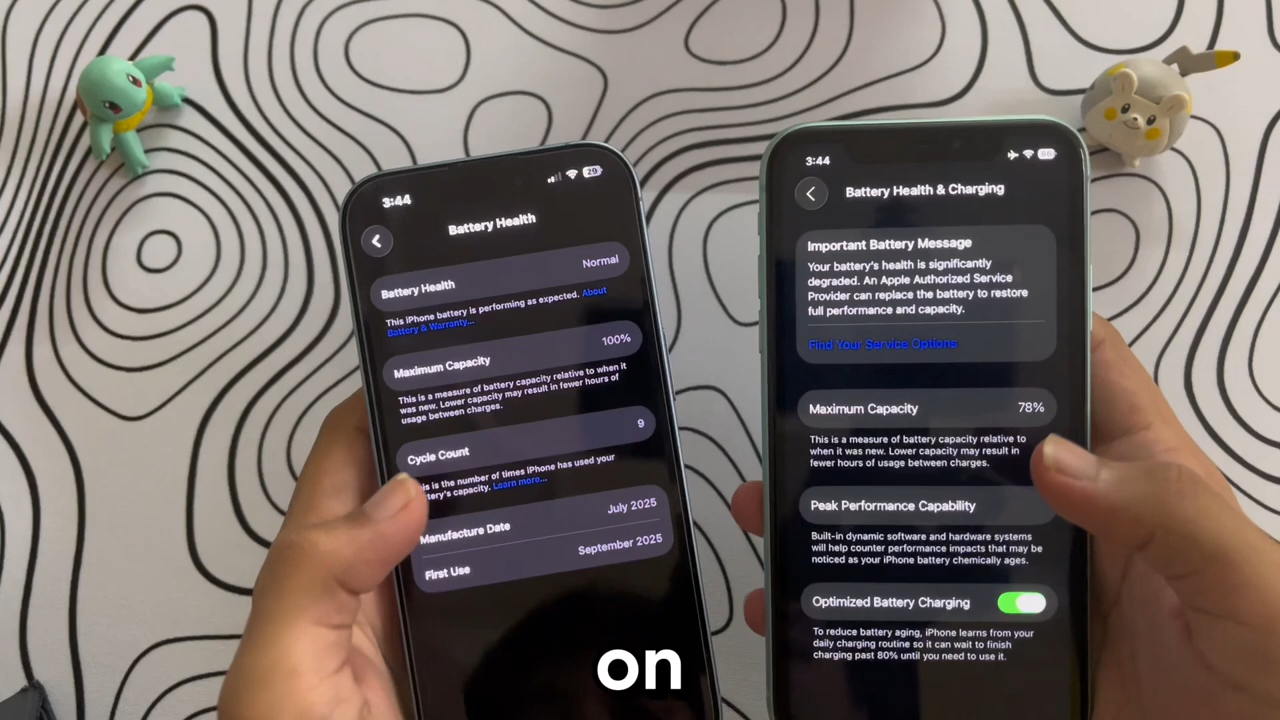 3:44
29
Battery Health
Battery Health
Normal
This iPhone battery is performing as expected. About
Battery & Warranty...
Maximum Capacity
100%
This is a measure of battery capacity relative to when it
was new. Lower capacity may result in fewer hours of
usage between charges.
Cycle Count
9
is is the number of times iPhone has used your
tery's capacity. Learn more...
Manufacture Date
July 2025
First Use
September 2025
3:44
Battery Health & Charging
Important Battery Message
Your battery's health is significantly
degraded. An Apple Authorized Service
Provider can replace the battery to restore
full performance and capacity.
Find Your Service Options
Maximum Capacity
78%
This is a measure of battery capacity relative to
when it was new. Lower capacity may result in
fewer hours of usage between charges.
Peak Performance Capability
Built-in dynamic software and hardware systems
will help counter performance impacts that may be
noticed as your iPhone battery chemically ages.
Optimized Battery Charging
To reduce battery aging, iPhone learns from your
daily charging routine so it can wait to finish
charging past 80% until you need to use it.
on